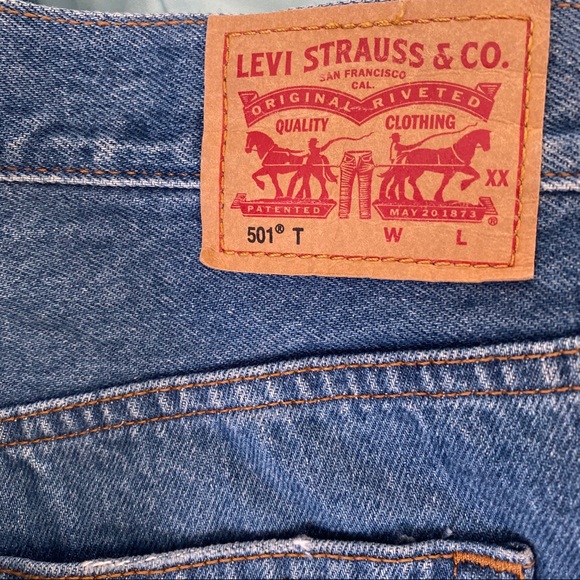 LEVI STRAUSS & CO.
SAN FRANCISCO
CAL.
ORIGINAL RIVETED
QUALITY CLOTHING
XX
PATENTED MAY 20 1873 ®
501® T W L